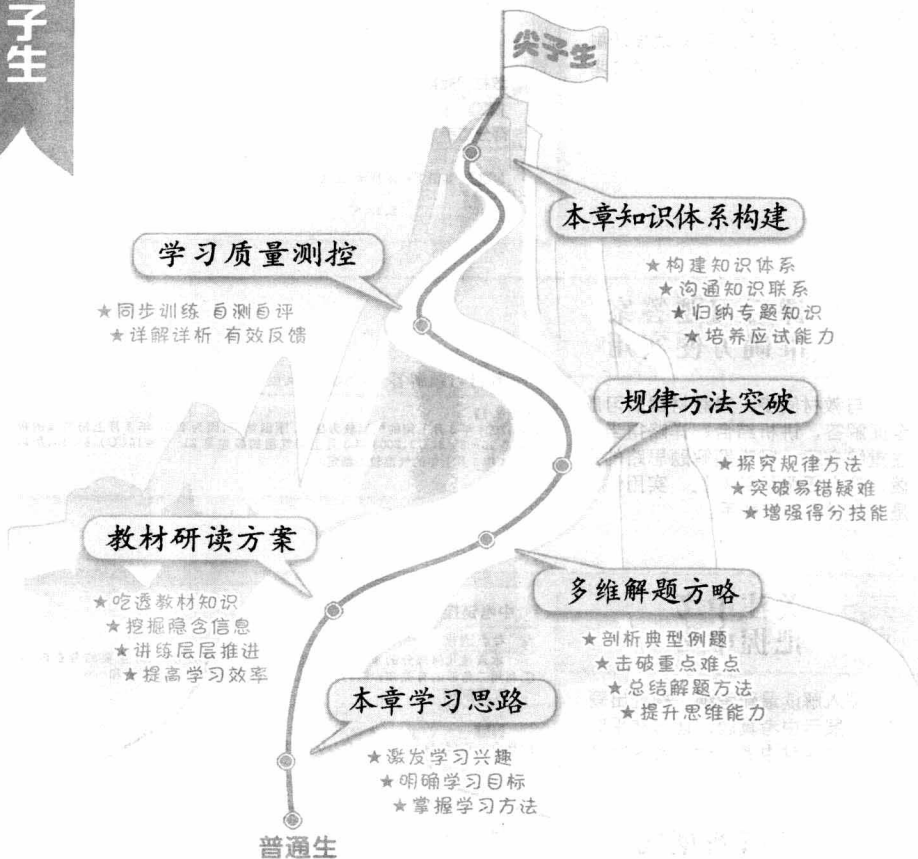 子生
尖子生
本章知识体系构建
★构建知识体系
★沟通知识联系
★归纳专题知识
★培养应试能力
学习质量测控
★同步训练 自测自评
★详解详析 有效反馈
规律方法突破
★探究规律方法
★突破易错疑难
★增强得分技能
教材研读方案
★吃透教材知识
★挖掘隐含信息
★讲练层层推进
★提高学习效率
多维解题方略
★剖析典型例题
★击破重点难点
★总结解题方法
★提升思维能力
本章学习思路
★激发学习兴趣
★明确学习目标
★掌握学习方法
普通生